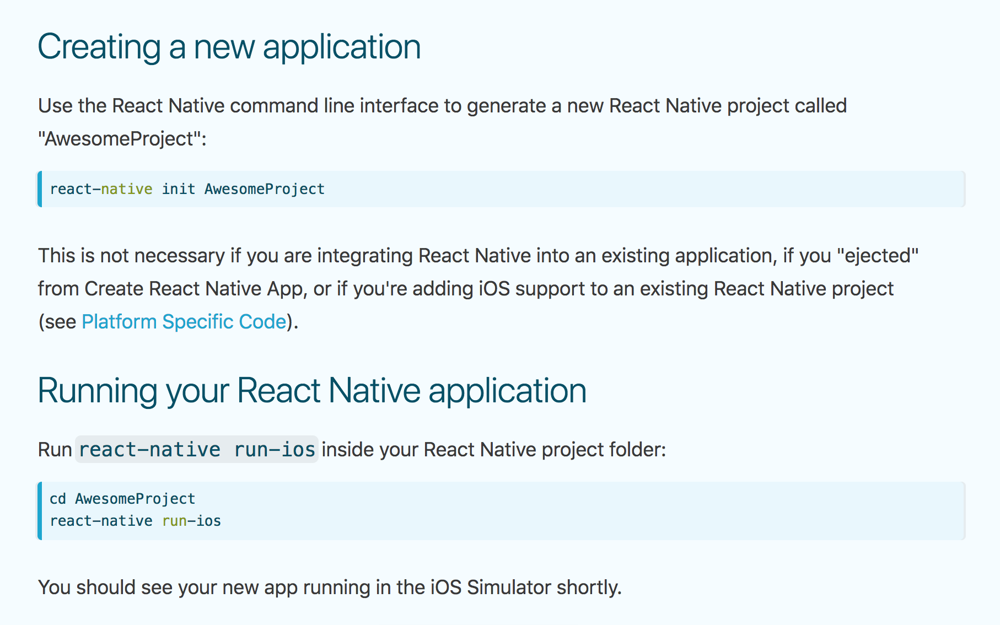 Creating a new application
Use the React Native command line interface to generate a new React Native project called
"AwesomeProject":
react-native init AwesomeProject
This is not necessary if you are integrating React Native into an existing application, if you "ejected"
from Create React Native App, or if you're adding iOS support to an existing React Native project
(see Platform Specific Code).
Running your React Native application
Run react-native run-ios inside your React Native project folder:
cd AwesomeProject
react-native run-ios
You should see your new app running in the iOS Simulator shortly.